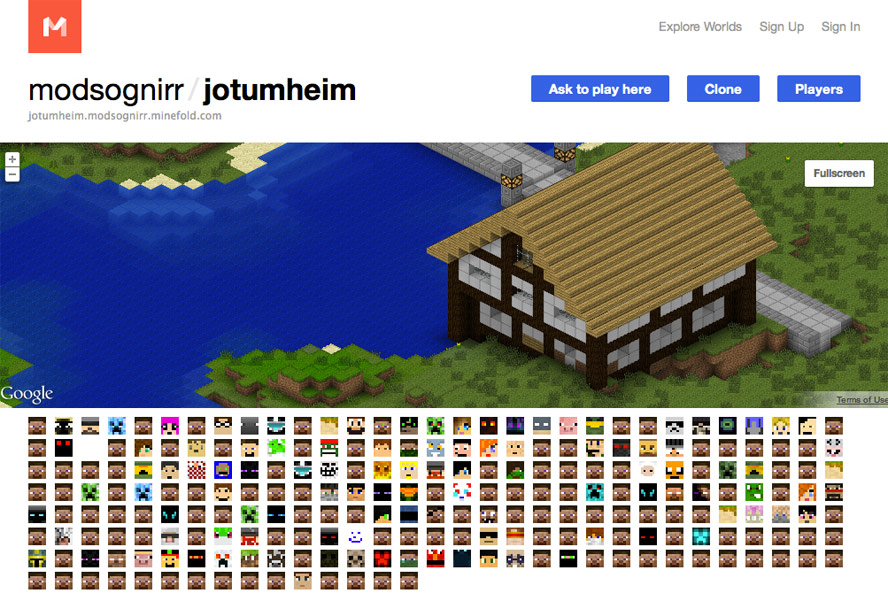 M
Explore Worlds Sign Up Sign In
modsognirr / jotumheim
Ask to play here Clone Players
jotumheim.modsognirr.minefold.com
+
Fullscreen
−
Google
Terms of Use